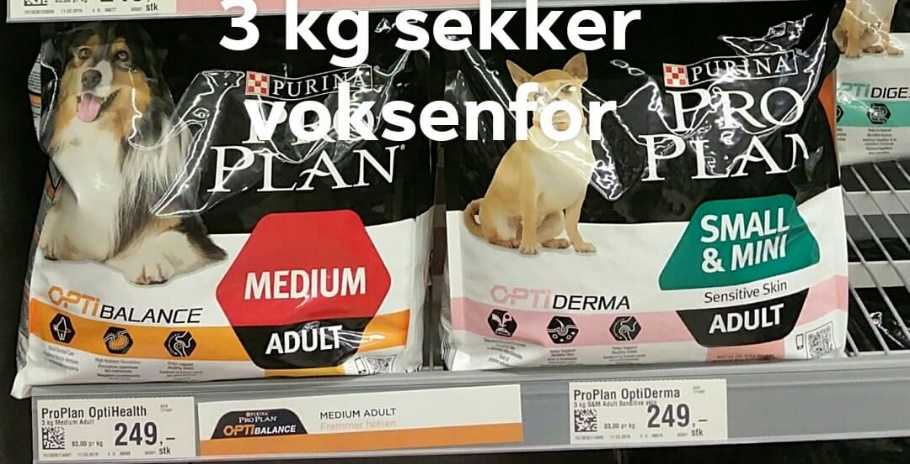 3 kg sekker
voksenfor
PURINA
PRO
PLAN
MEDIUM
ADULT
OPTIBALANCE
PURINA
PRO
PLAN
SMALL
& MINI
Sensitive Skin
ADULT
OPTIDERMA
OPTIDIGE
ProPlan OptiHealth
3 kg Medium Adult
83,00 pr kg
249,–
stk
PURINA
PRO PLAN
OPTIBALANCE
MEDIUM ADULT
Fremmer helsen
ProPlan OptiDerma
3 kg S&M Adult Sensitive skin
83,00 pr kg
249,–
stk
stk